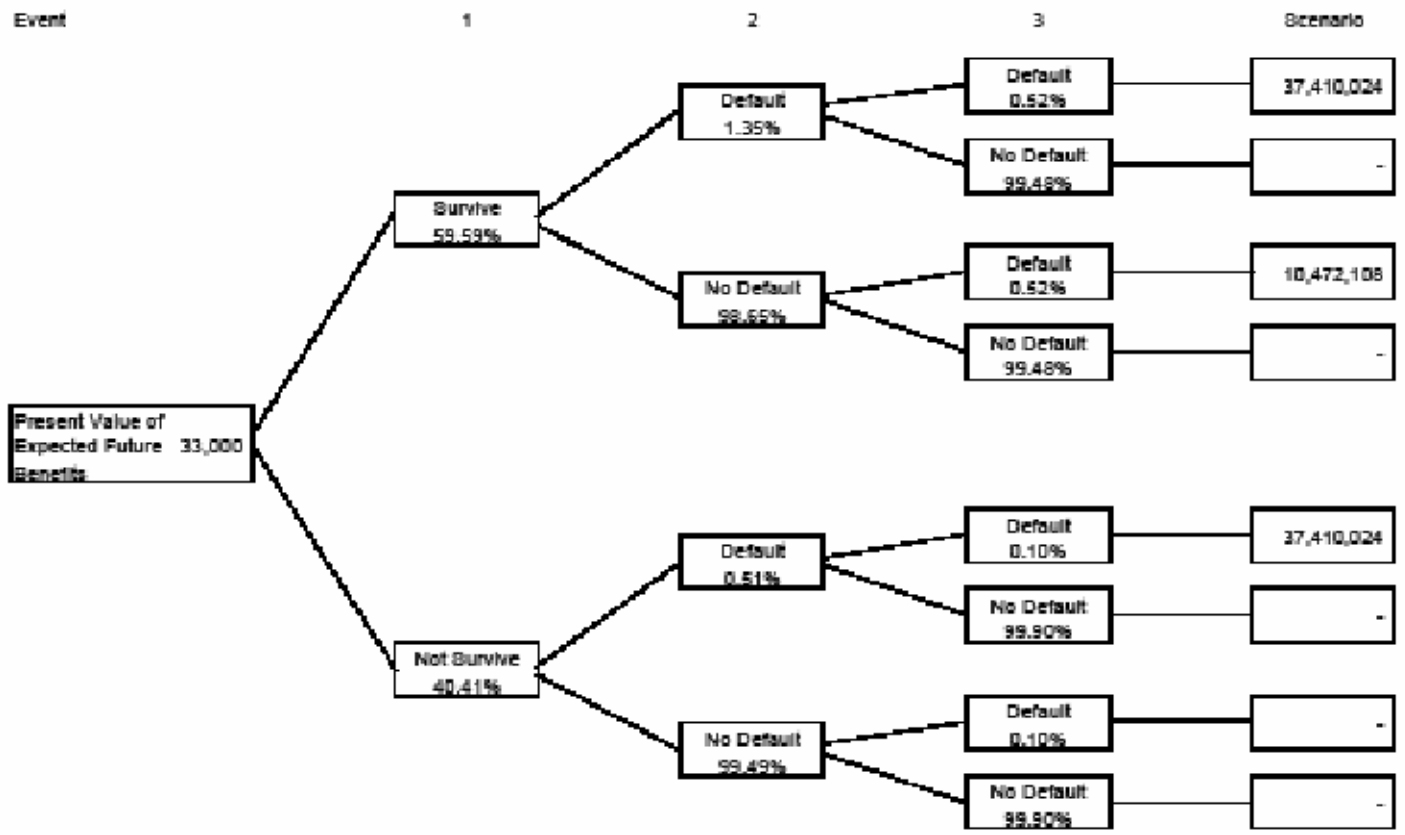 Event 1 2 3 Scenario
Default
0.52%
37,410,024
Default
1.35%
No Default
99.48%
-
Survive
59.59%
Default
0.52%
10,472,108
No Default
98.65%
No Default
99.48%
-
Present Value of
Expected Future 33,000
Benefits
Default
0.10%
37,410,024
Default
0.51%
No Default
99.90%
-
Not Survive
40.41%
Default
0.10%
-
No Default
99.49%
No Default
99.90%
-